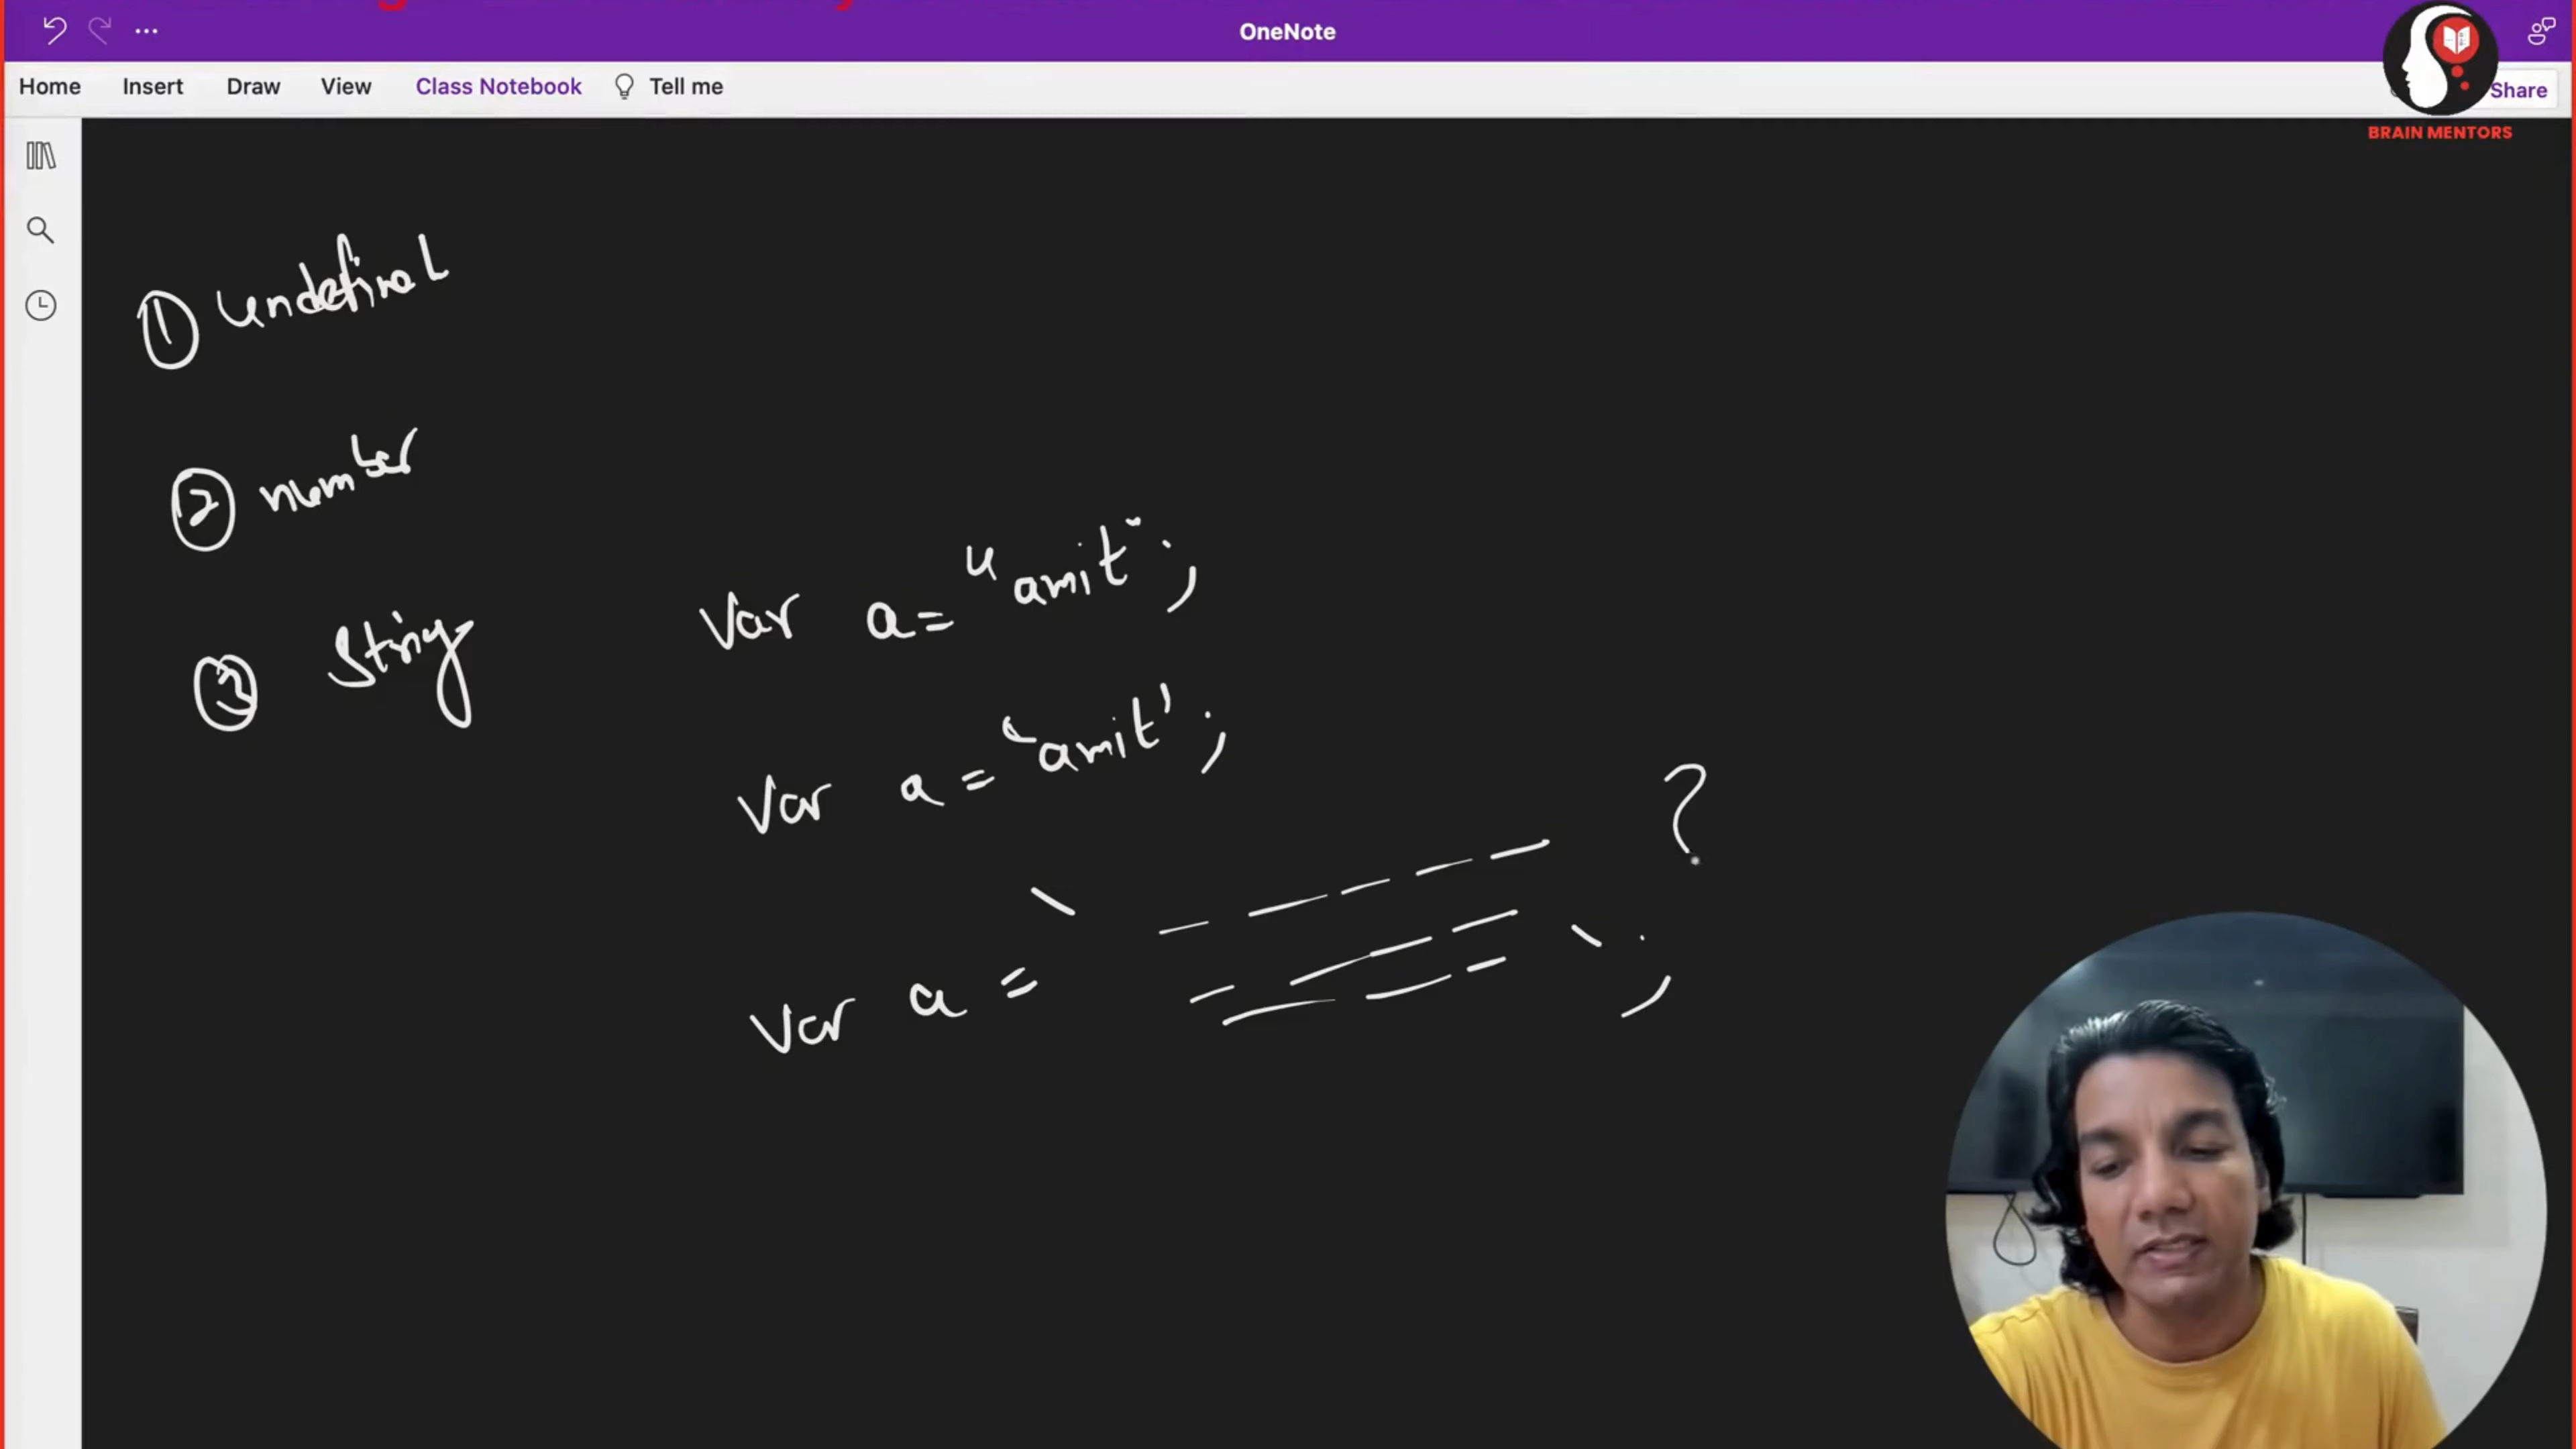 OneNote
Home Insert Draw View Class Notebook Tell me Share
BRAIN MENTORS
① undefined
② number
③ String
Var a = "amit";
Var a = 'amit';
?
Var a = ` ` ;